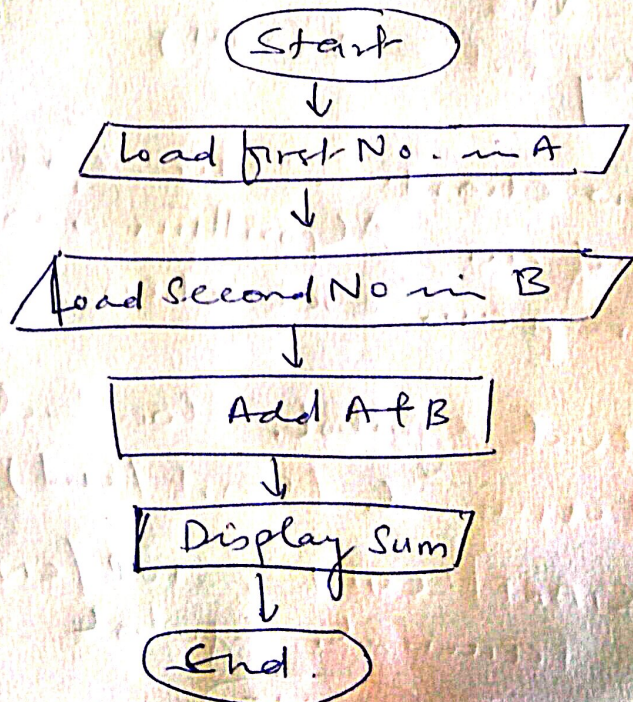 Start
Load first No. in A
Load Second No in B
Add A & B
Display Sum
End.